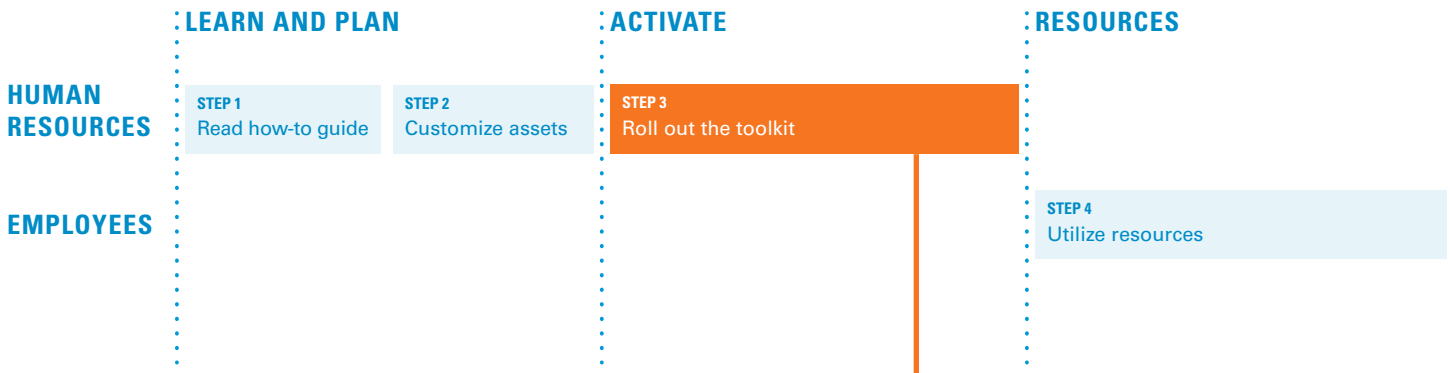 LEARN AND PLAN
ACTIVATE
RESOURCES
HUMAN
RESOURCES
STEP 1
Read how-to guide
STEP 2
Customize assets
STEP 3
Roll out the toolkit
EMPLOYEES
STEP 4
Utilize resources